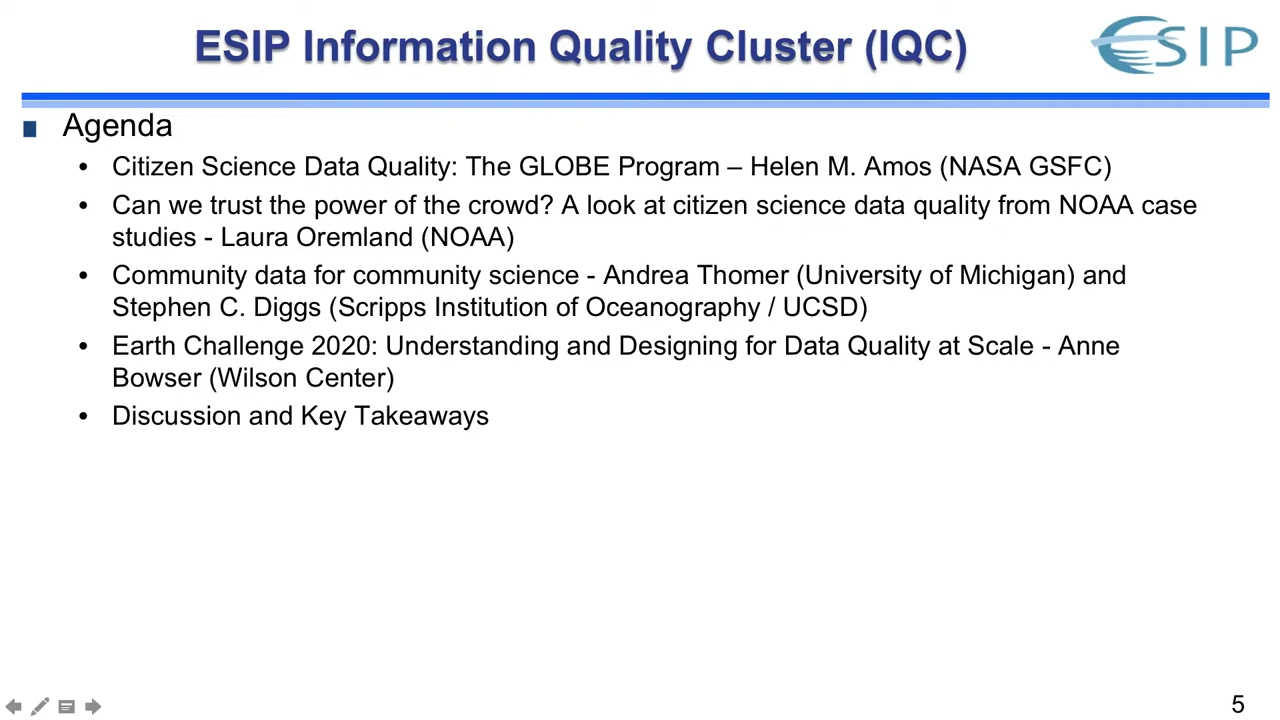 ESIP Information Quality Cluster (IQC)
ESIP
Agenda
• Citizen Science Data Quality: The GLOBE Program – Helen M. Amos (NASA GSFC)
• Can we trust the power of the crowd? A look at citizen science data quality from NOAA case
studies - Laura Oremland (NOAA)
• Community data for community science - Andrea Thomer (University of Michigan) and
Stephen C. Diggs (Scripps Institution of Oceanography / UCSD)
• Earth Challenge 2020: Understanding and Designing for Data Quality at Scale - Anne
Bowser (Wilson Center)
• Discussion and Key Takeaways
5